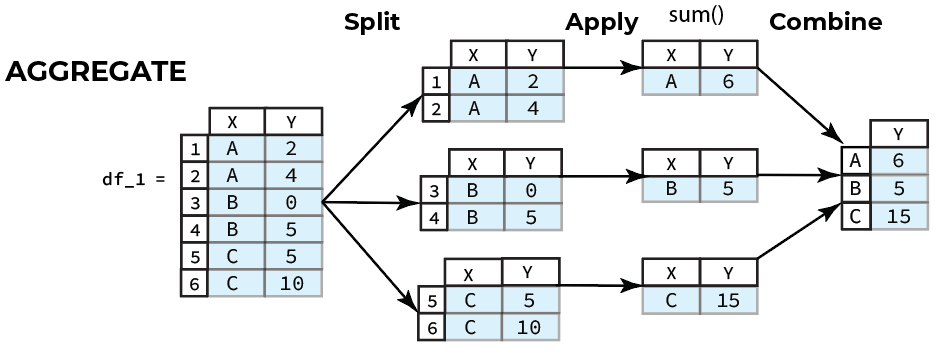 AGGREGATE
Split
Apply
sum()
Combine
df_1 =
X Y
1 A 2
2 A 4
3 B 0
4 B 5
5 C 5
6 C 10
X Y
1 A 2
2 A 4
X Y
3 B 0
4 B 5
X Y
5 C 5
6 C 10
X Y
A 6
X Y
B 5
X Y
C 15
Y
A 6
B 5
C 15